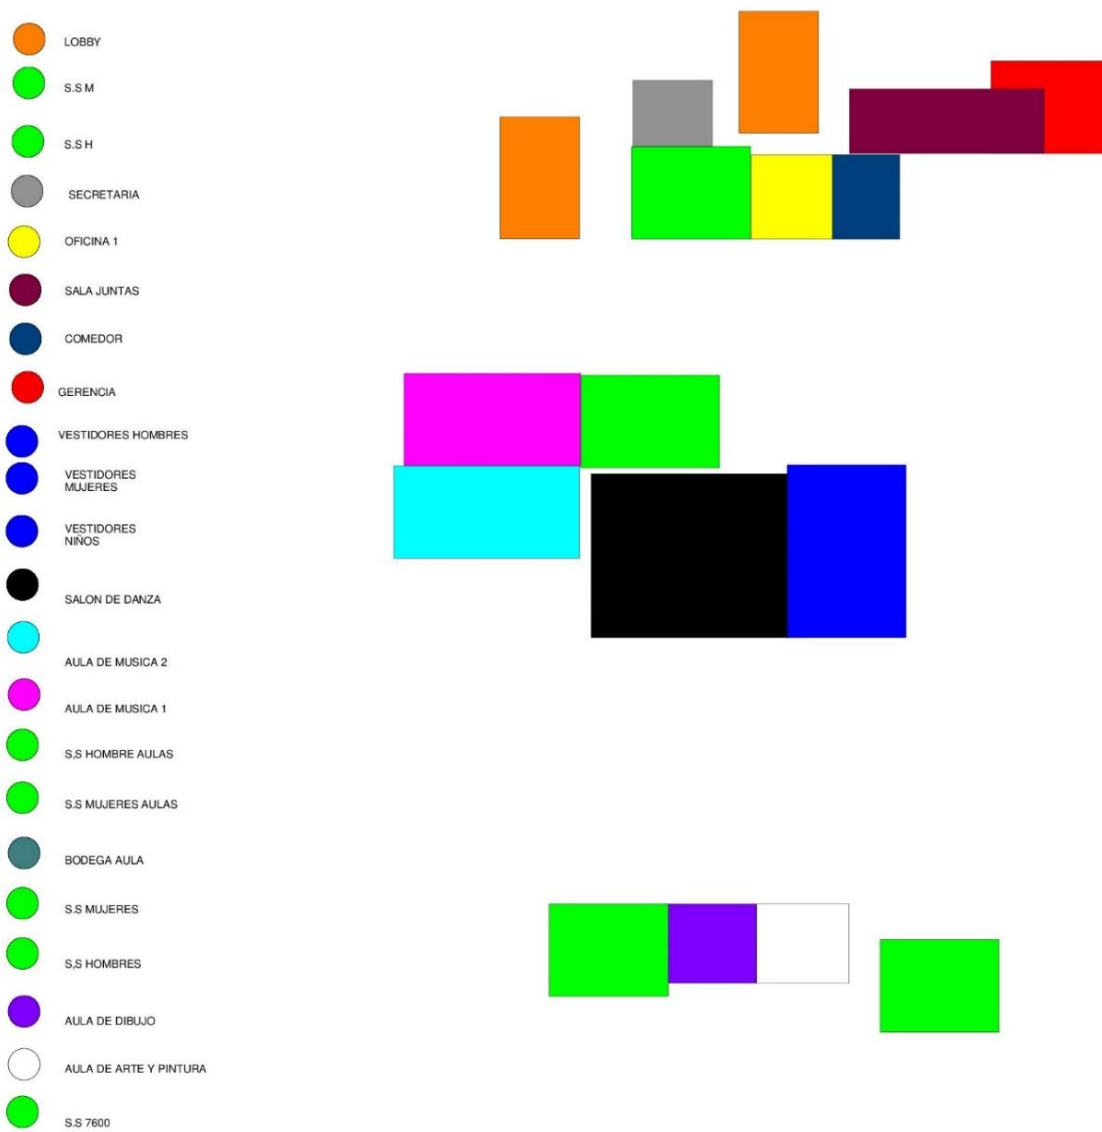 LOBBY
S.S M
S.S H
SECRETARIA
OFICINA 1
SALA JUNTAS
COMEDOR
GERENCIA
VESTIDORES HOMBRES
VESTIDORES
MUJERES
VESTIDORES
NIÑOS
SALON DE DANZA
AULA DE MUSICA 2
AULA DE MUSICA 1
S,S HOMBRE AULAS
S.S MUJERES AULAS
BODEGA AULA
S.S MUJERES
S,S HOMBRES
AULA DE DIBUJO
AULA DE ARTE Y PINTURA
S.S 7600